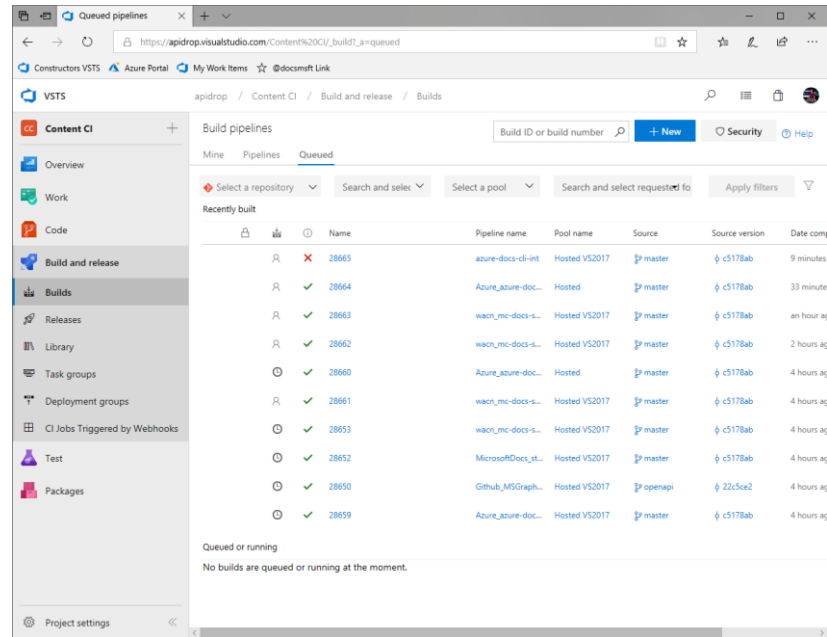 Queued pipelines
https://apidrop.visualstudio.com/Content%20CI/_build?_a=queued
Constructors VSTS Azure Portal My Work Items @docsmsft Link
VSTS
apidrop / Content CI / Build and release / Builds
CC Content CI
Build pipelines
Build ID or build number + New Security Help
Mine Pipelines Queued
Overview
Work
Code
Build and release
Builds
Releases
Library
Task groups
Deployment groups
CI Jobs Triggered by Webhooks
Test
Packages
Project settings
Select a repository Search and selec Select a pool Search and select requested fo Apply filters
Recently built
Name Pipeline name Pool name Source Source version Date comp
28665 azure-docs-cli-int Hosted VS2017 master c5178ab 9 minutes
28664 Azure_azure-doc... Hosted master c5178ab 33 minute
28663 wacn_mc-docs-s... Hosted VS2017 master c5178ab an hour ag
28662 wacn_mc-docs-s... Hosted VS2017 master c5178ab 2 hours ag
28660 Azure_azure-doc... Hosted master c5178ab 4 hours ag
28661 wacn_mc-docs-s... Hosted VS2017 master c5178ab 4 hours ag
28653 wacn_mc-docs-s... Hosted VS2017 master c5178ab 4 hours ag
28652 MicrosoftDocs_st... Hosted VS2017 master c5178ab 4 hours ag
28650 Github_MSGraph... Hosted VS2017 openapi 22c5ce2 4 hours ag
28659 Azure_azure-doc... Hosted VS2017 master c5178ab 4 hours ag
Queued or running
No builds are queued or running at the moment.